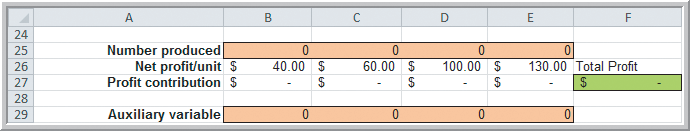 A B C D E F
24
25 Number produced 0 0 0 0
26 Net profit/unit $ 40.00 $ 60.00 $ 100.00 $ 130.00 Total Profit
27 Profit contribution $ - $ - $ - $ - $ -
28
29 Auxiliary variable 0 0 0 0